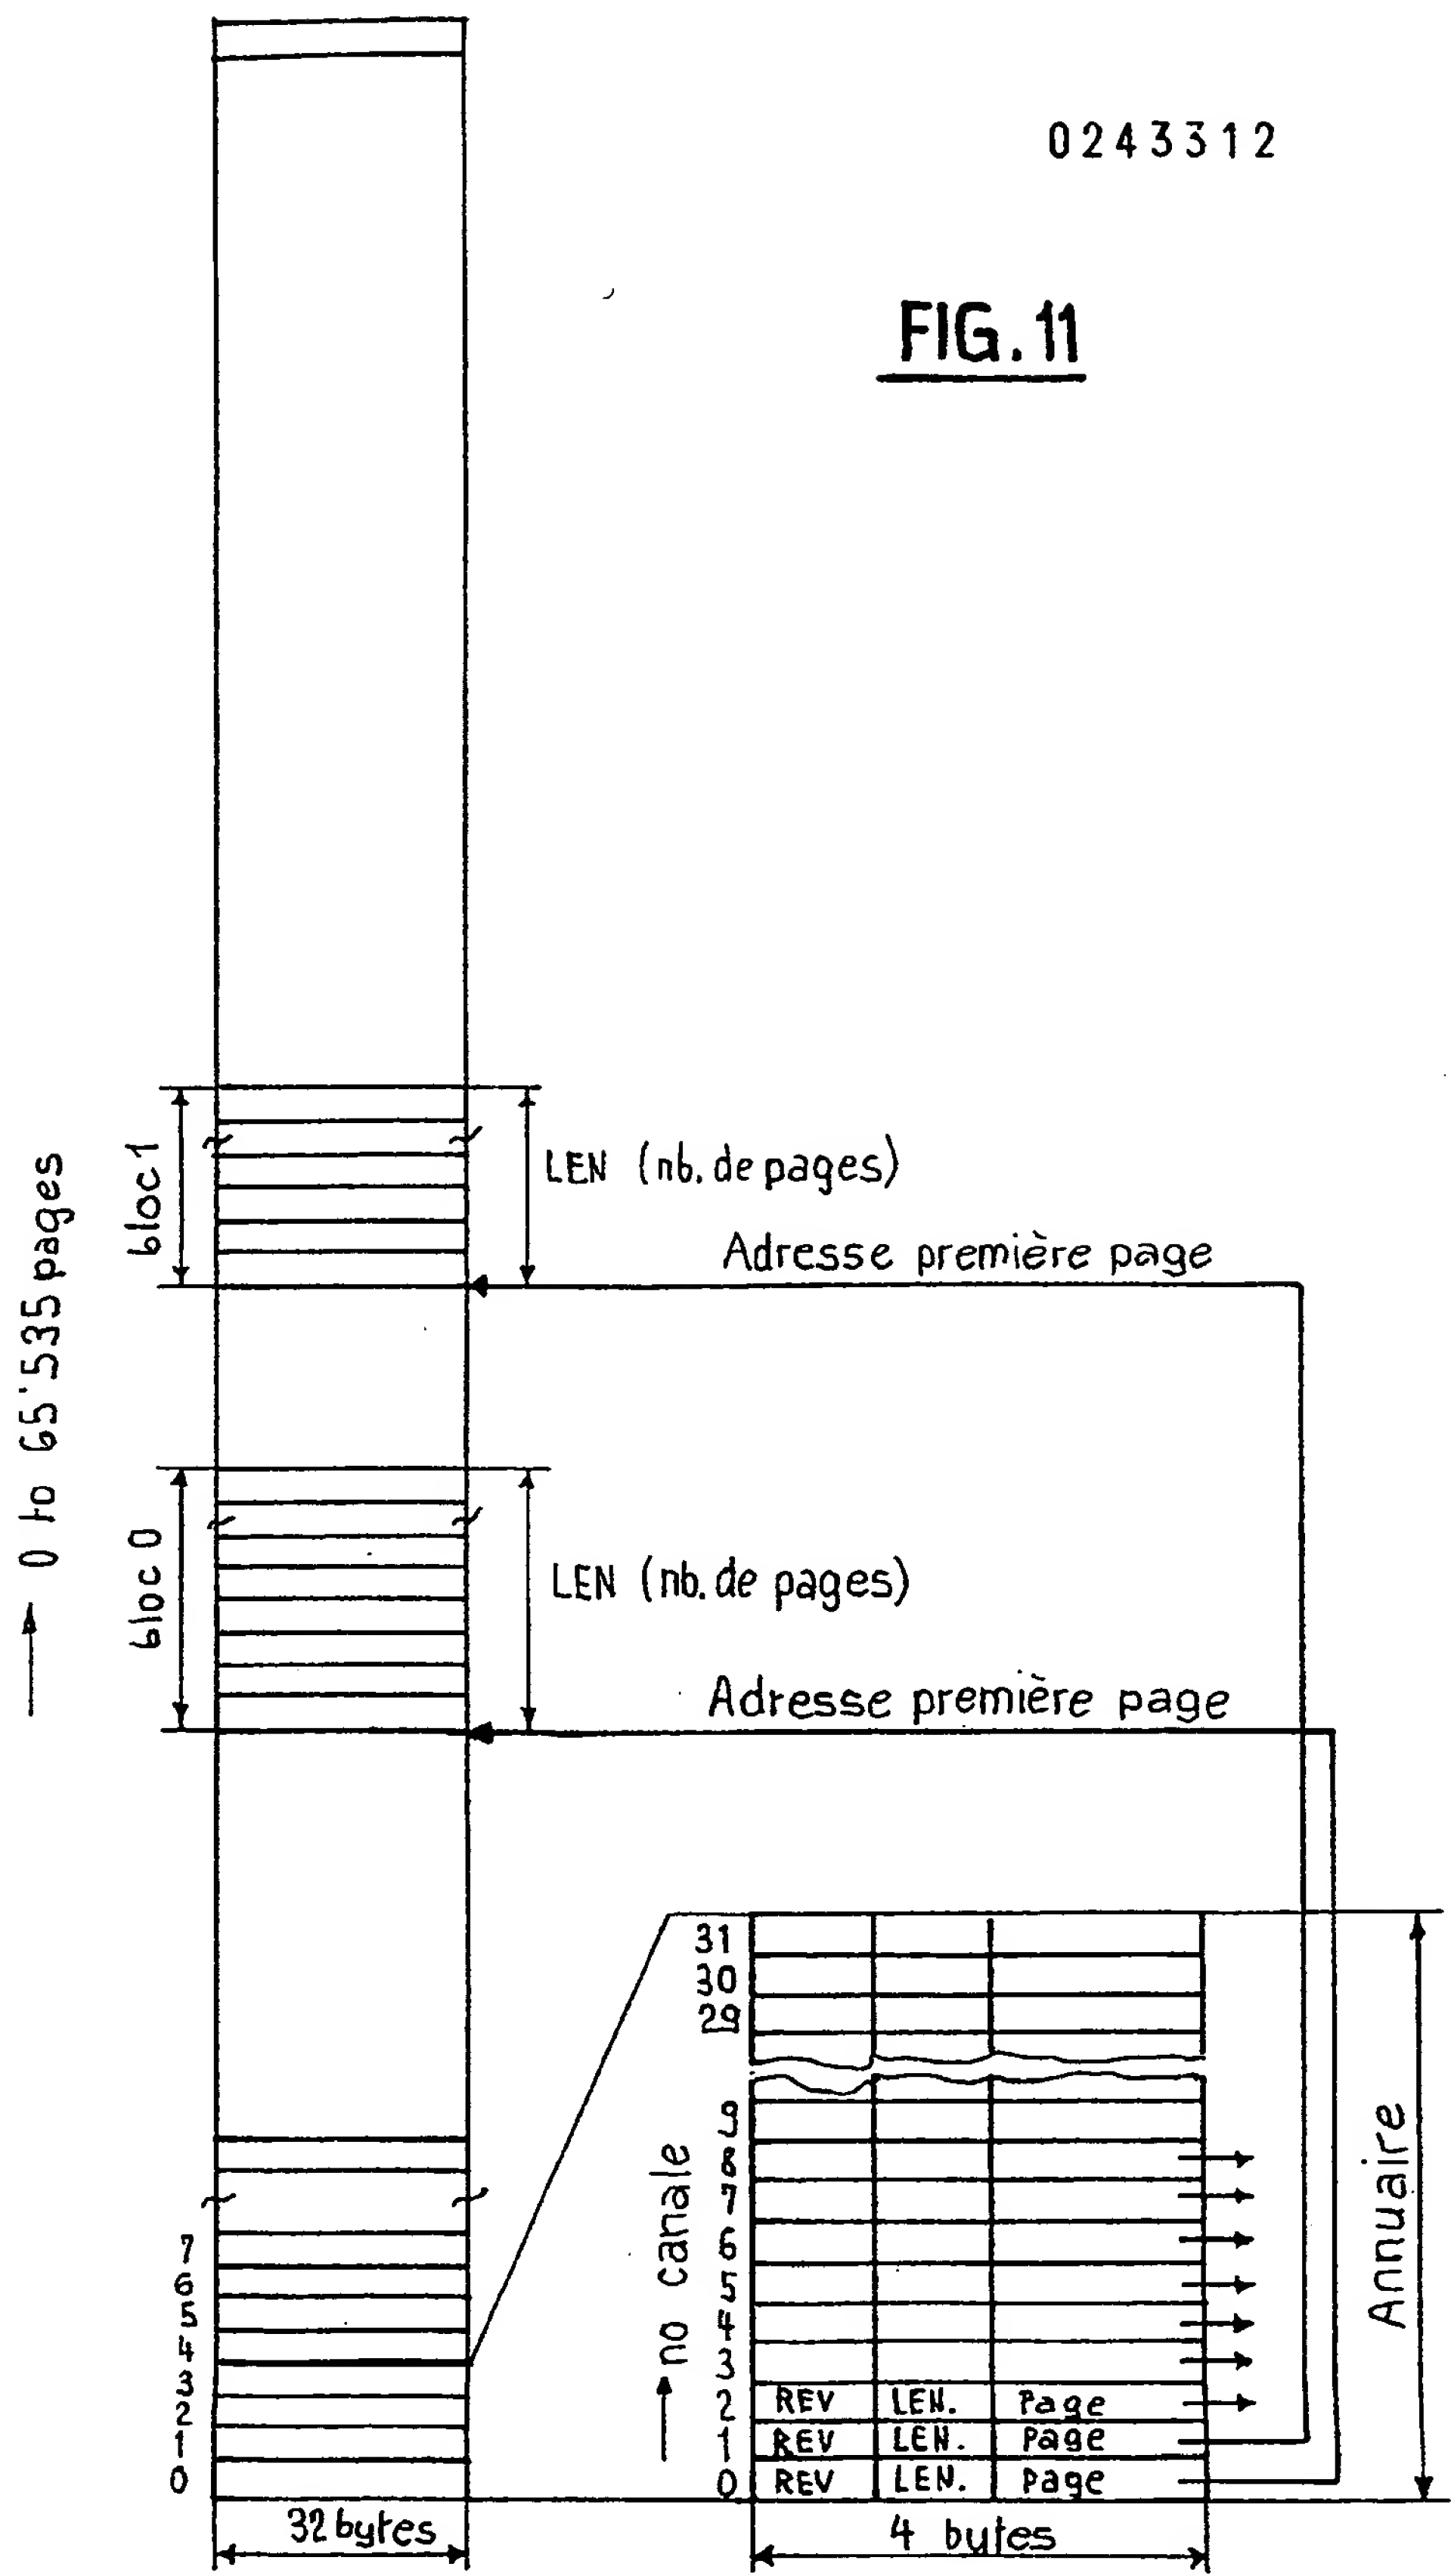 0243312
FIG. 11
0 to 65'535 pages
bloc 1
LEN (nb. de pages)
Adresse première page
bloc 0
LEN (nb. de pages)
Adresse première page
7
6
5
4
3
2
1
0
32 bytes
no canale
31
30
29
9
8
7
6
5
4
3
2 REV LEN. Page
1 REV LEN. Page
0 REV LEN. Page
4 bytes
Annuaire